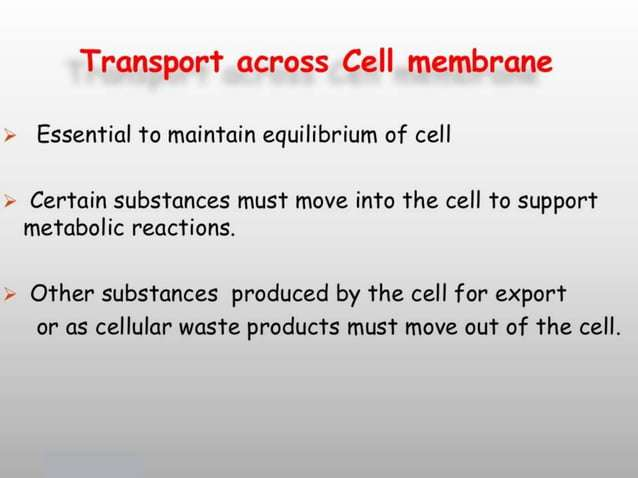 Transport across Cell membrane
➢ Essential to maintain equilibrium of cell
➢ Certain substances must move into the cell to support
metabolic reactions.
➢ Other substances produced by the cell for export
or as cellular waste products must move out of the cell.